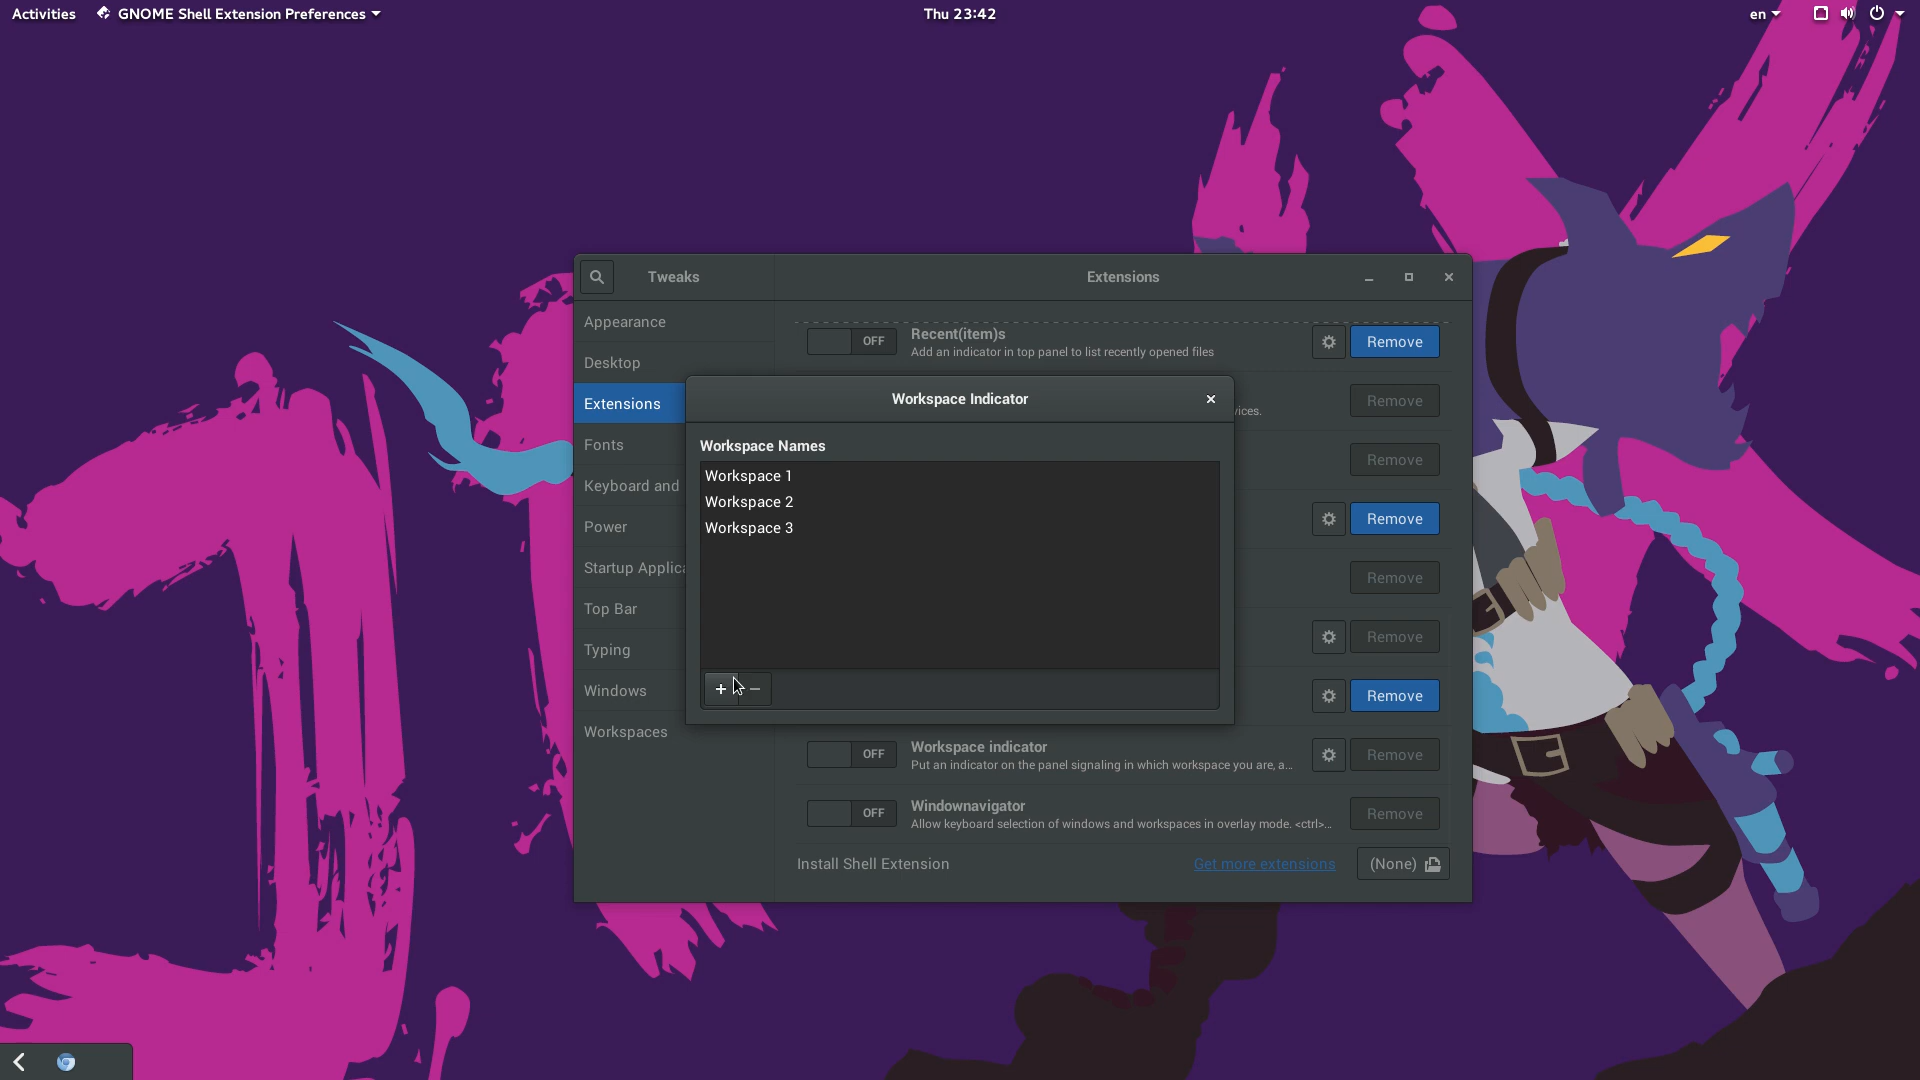 Activities
GNOME Shell Extension Preferences
Thu 23:42
en
Tweaks
Extensions
Appearance
Desktop
Extensions
Fonts
Keyboard and
Power
Startup Applica
Top Bar
Typing
Windows
Workspaces
OFF
Recent(item)s
Add an indicator in top panel to list recently opened files
Remove
vices.
Remove
Remove
Remove
Remove
Remove
Remove
Workspace Indicator
Workspace Names
Workspace 1
Workspace 2
Workspace 3
OFF
Workspace indicator
Put an indicator on the panel signaling in which workspace you are, a...
Remove
OFF
Windownavigator
Allow keyboard selection of windows and workspaces in overlay mode. <ctrl>...
Remove
Install Shell Extension
Get more extensions
(None)